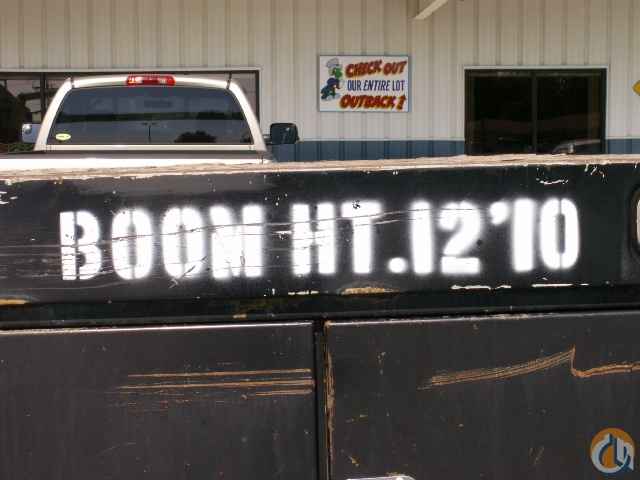 CHECK OUT
OUR ENTIRE LOT
OUTBACK!
BOOM HT.12'10